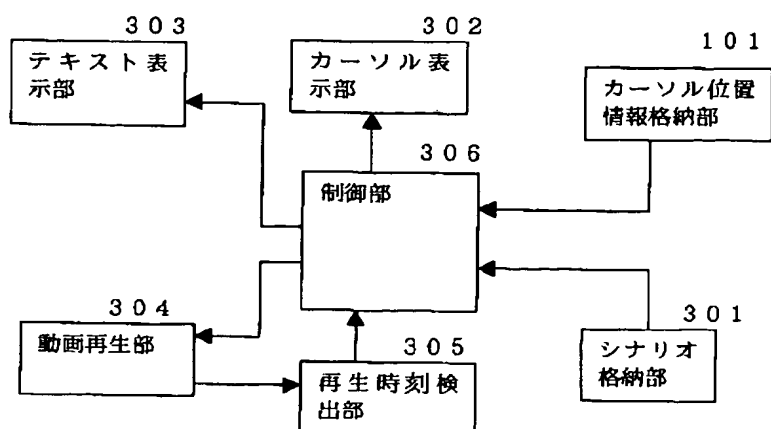 303
テキスト表
示部
302
カーソル表
示部
101
カーソル位置
情報格納部
306
制御部
304
動画再生部
305
再生時刻検
出部
301
シナリオ
格納部